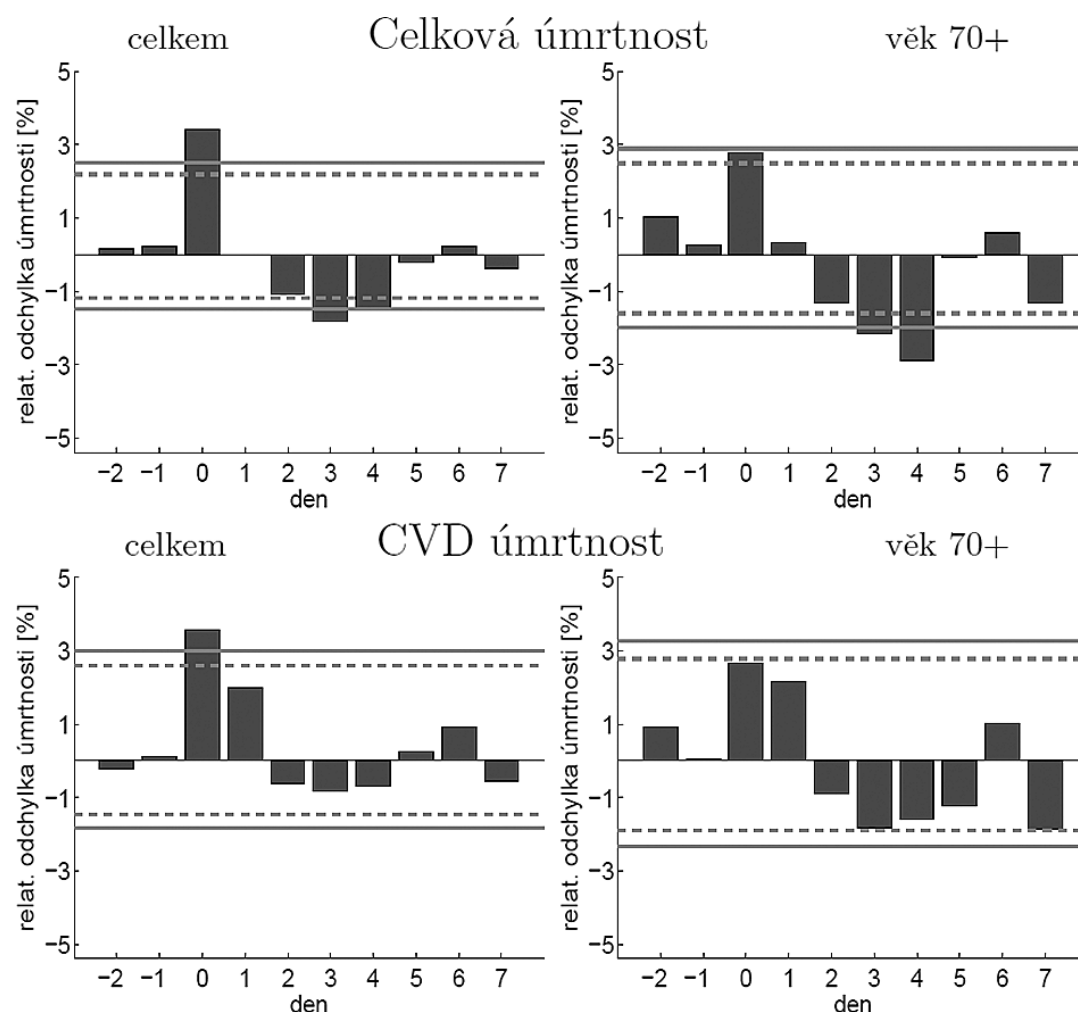 celkem Celková úmrtnost věk 70+
relat. odchylka úmrtnosti [%]
5
3
1
−1
−3
−5
−2 −1 0 1 2 3 4 5 6 7
den
relat. odchylka úmrtnosti [%]
5
3
1
−1
−3
−5
−2 −1 0 1 2 3 4 5 6 7
den
celkem CVD úmrtnost věk 70+
relat. odchylka úmrtnosti [%]
5
3
1
−1
−3
−5
−2 −1 0 1 2 3 4 5 6 7
den
relat. odchylka úmrtnosti [%]
5
3
1
−1
−3
−5
−2 −1 0 1 2 3 4 5 6 7
den